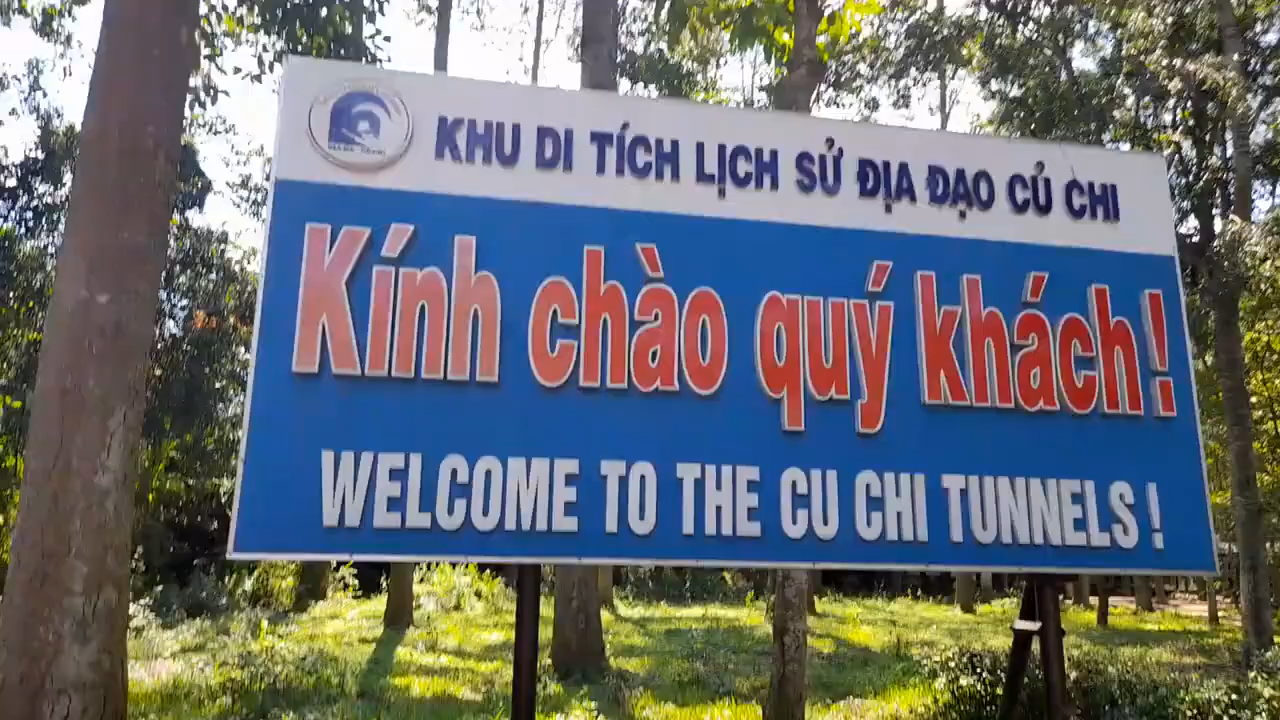 KHU DI TÍCH LỊCH SỬ ĐỊA ĐẠO CỦ CHI
Kính chào quý khách!
WELCOME TO THE CU CHI TUNNELS !